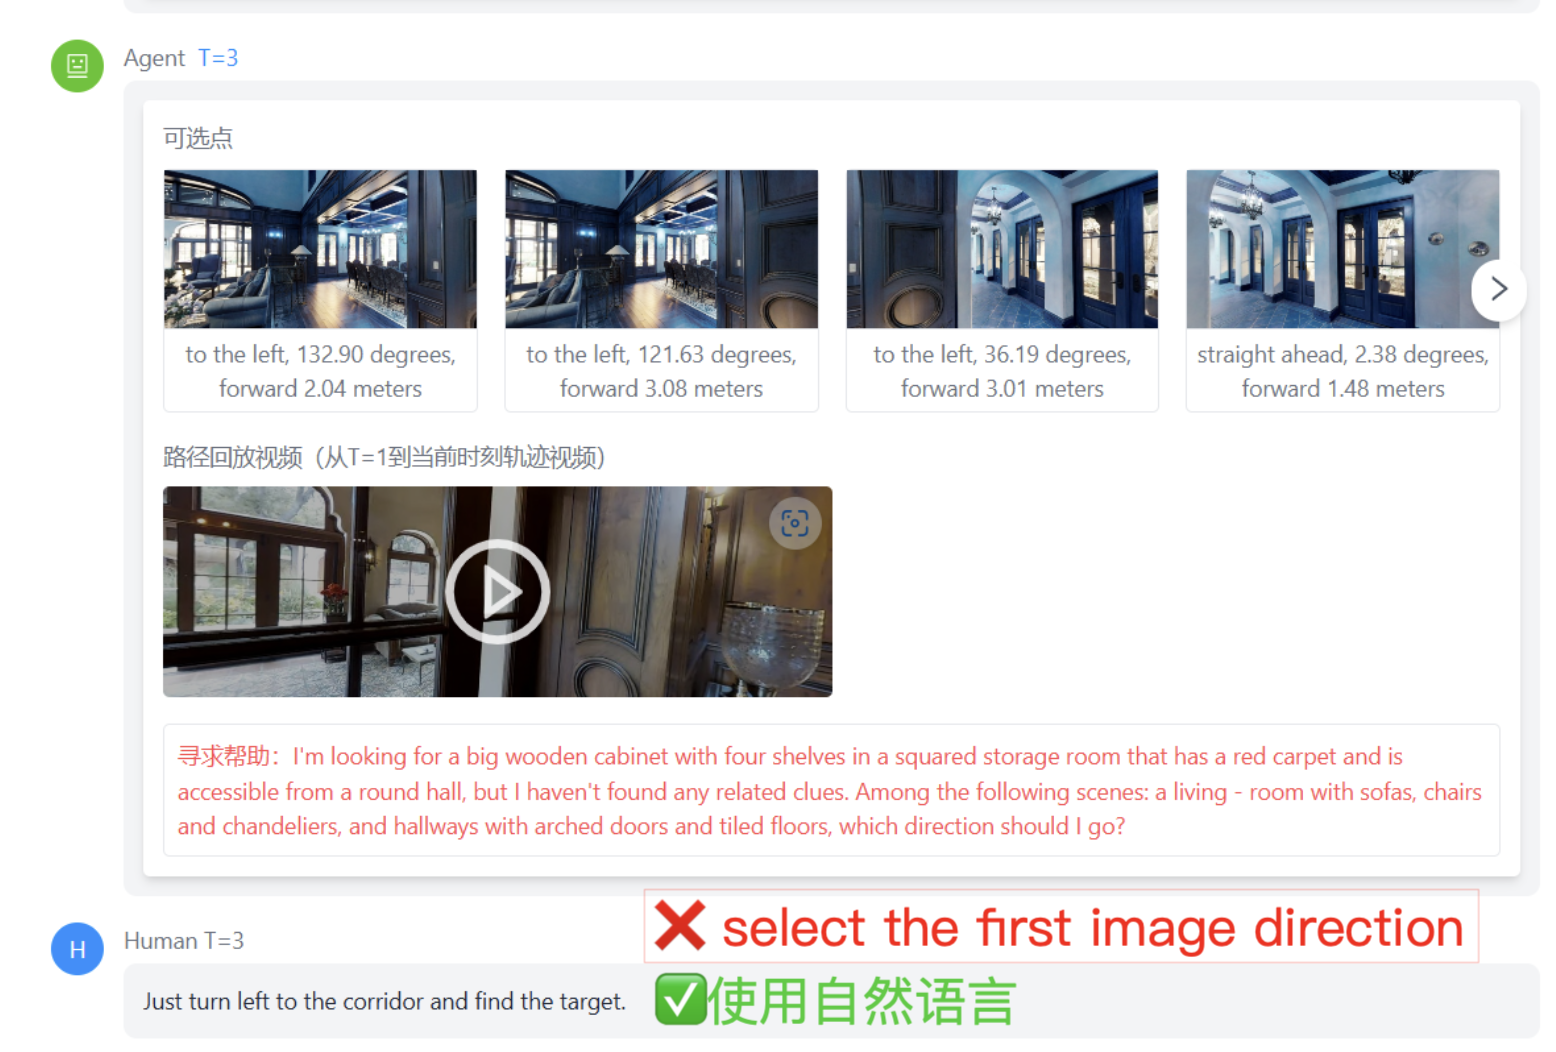 Agent T=3
可选点
to the left, 132.90 degrees,
forward 2.04 meters
to the left, 121.63 degrees,
forward 3.08 meters
to the left, 36.19 degrees,
forward 3.01 meters
straight ahead, 2.38 degrees,
forward 1.48 meters
路径回放视频（从T=1到当前时刻轨迹视频）
寻求帮助：I'm looking for a big wooden cabinet with four shelves in a squared storage room that has a red carpet and is
accessible from a round hall, but I haven't found any related clues. Among the following scenes: a living - room with sofas, chairs
and chandeliers, and hallways with arched doors and tiled floors, which direction should I go?
❌ select the first image direction
H
Human T=3
Just turn left to the corridor and find the target.
✅使用自然语言